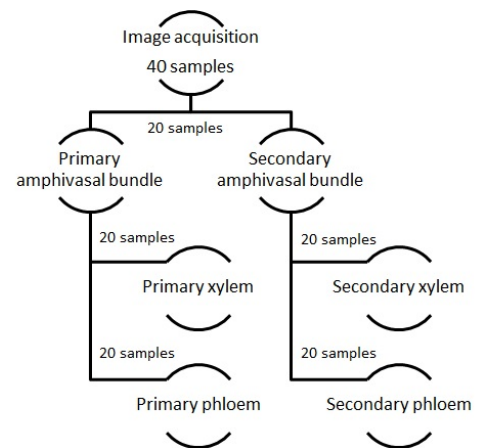 Image acquisition
40 samples
20 samples
Primary
amphivasal bundle
Secondary
amphivasal bundle
20 samples
Primary xylem
20 samples
Secondary xylem
20 samples
Primary phloem
20 samples
Secondary phloem